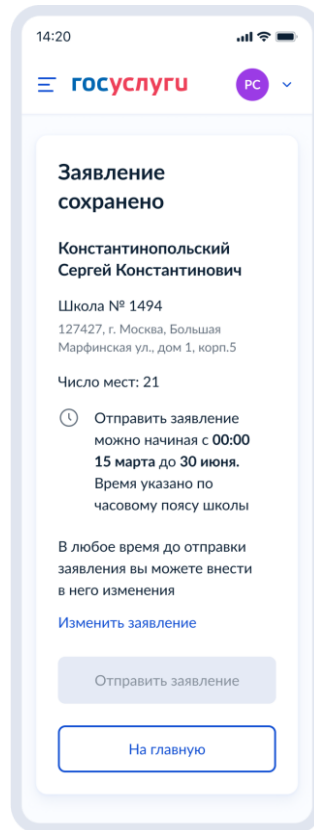 14:20
госуслуги
РС
Заявление
сохранено
Константинопольский
Сергей Константинович
Школа № 1494
127427, г. Москва, Большая
Марфинская ул., дом 1, корп.5
Число мест: 21
Отправить заявление
можно начиная с 00:00
15 марта до 30 июня.
Время указано по
часовому поясу школы
В любое время до отправки
заявления вы можете внести
в него изменения
Изменить заявление
Отправить заявление
На главную